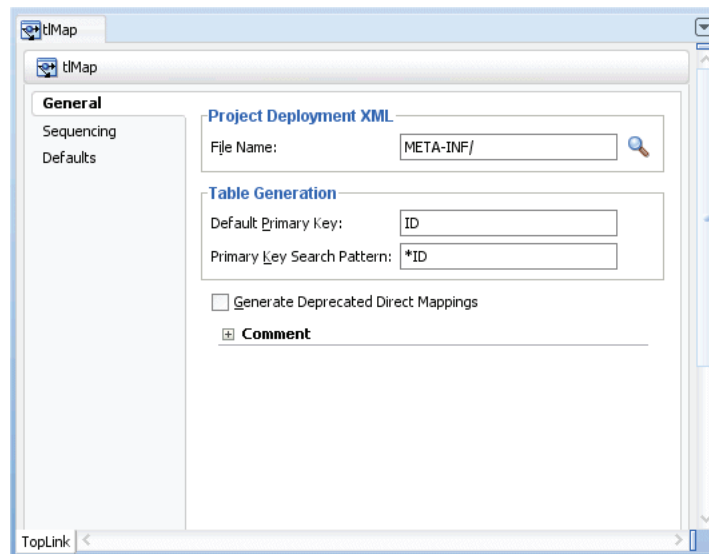 tlMap
tlMap
General
Sequencing
Defaults
Project Deployment XML
File Name: META-INF/
Table Generation
Default Primary Key: ID
Primary Key Search Pattern: *ID
Generate Deprecated Direct Mappings
Comment
TopLink